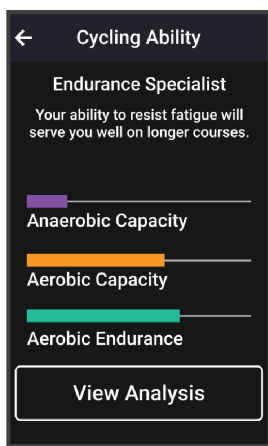 Cycling Ability
Endurance Specialist
Your ability to resist fatigue will
serve you well on longer courses.
Anaerobic Capacity
Aerobic Capacity
Aerobic Endurance
View Analysis